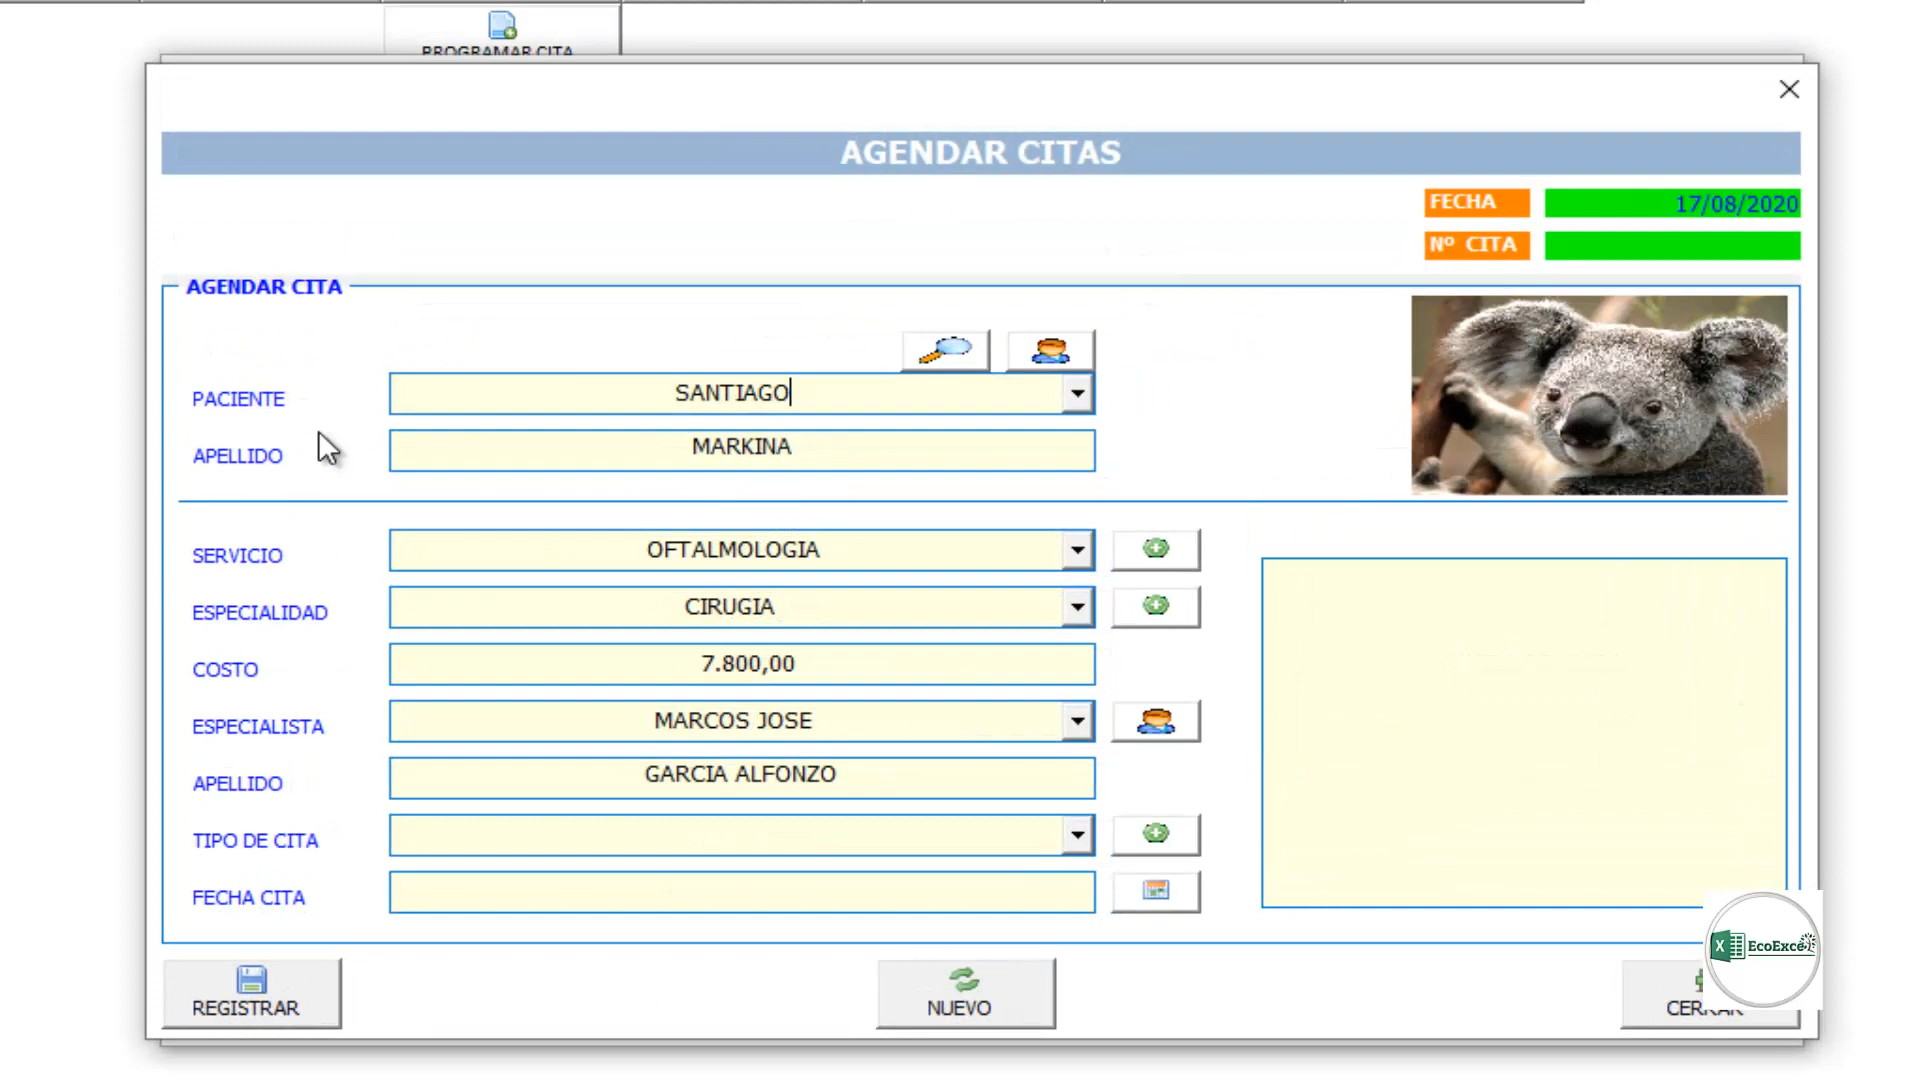 PROGRAMAR CITA
AGENDAR CITAS
FECHA 17/08/2020
Nº CITA
AGENDAR CITA
PACIENTE SANTIAGO
APELLIDO MARKINA
SERVICIO OFTALMOLOGIA
ESPECIALIDAD CIRUGIA
COSTO 7.800,00
ESPECIALISTA MARCOS JOSE
APELLIDO GARCIA ALFONZO
TIPO DE CITA
FECHA CITA
X EcoExcel
REGISTRAR
NUEVO
CERRAR